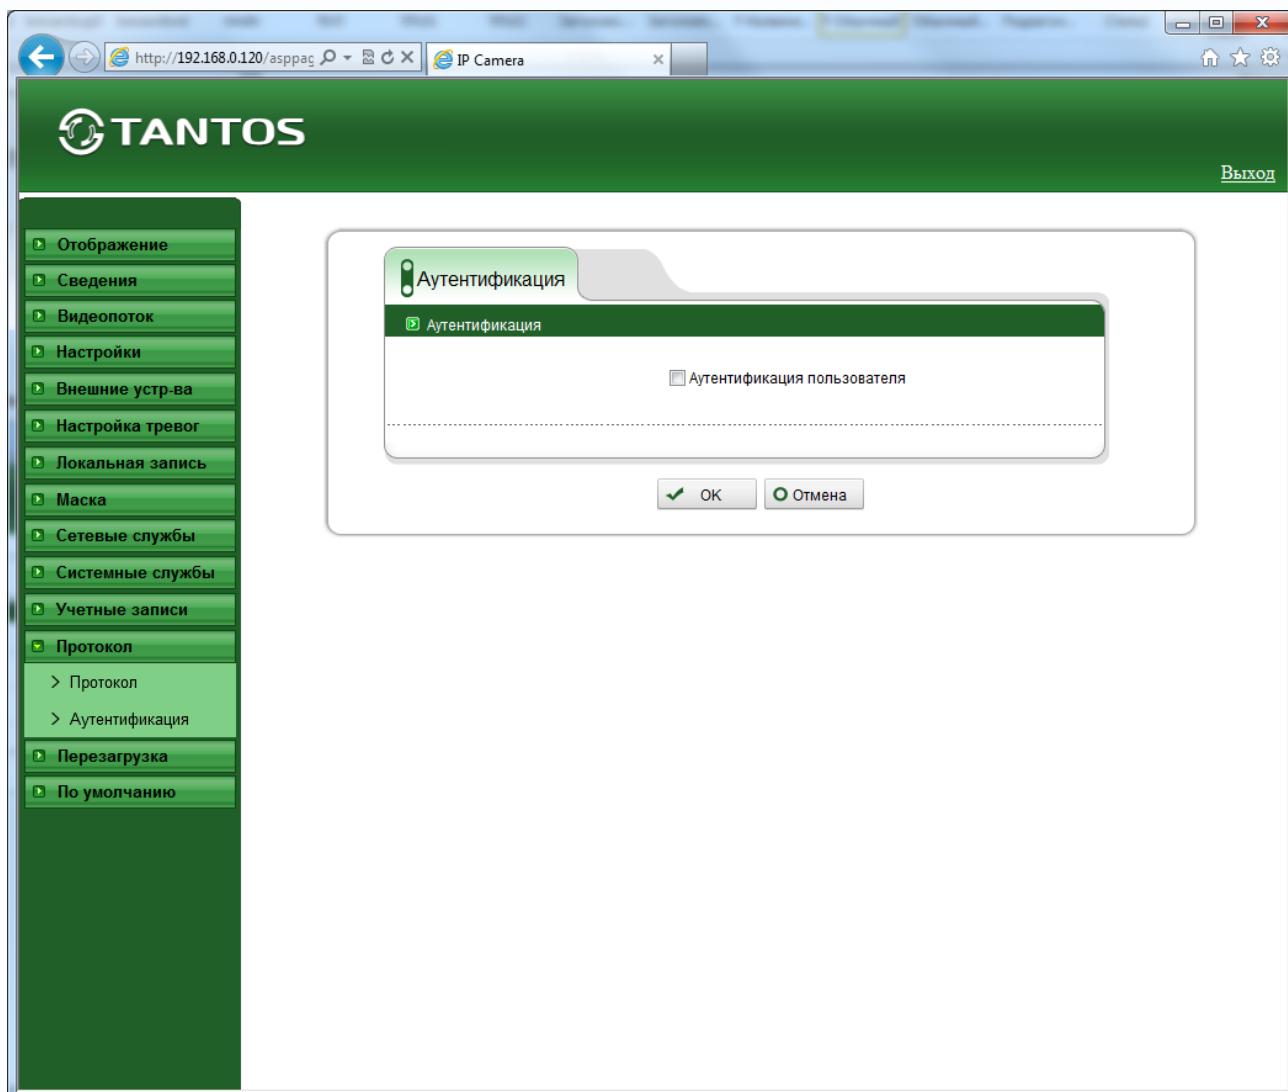 http://192.168.0.120/asppag
IP Camera
TANTOS
Выход
Отображение
Сведения
Видеопоток
Настройки
Внешние устр-ва
Настройка тревог
Локальная запись
Маска
Сетевые службы
Системные службы
Учетные записи
Протокол
Протокол
Аутентификация
Перезагрузка
По умолчанию
Аутентификация
Аутентификация
Аутентификация пользователя
OK
Отмена